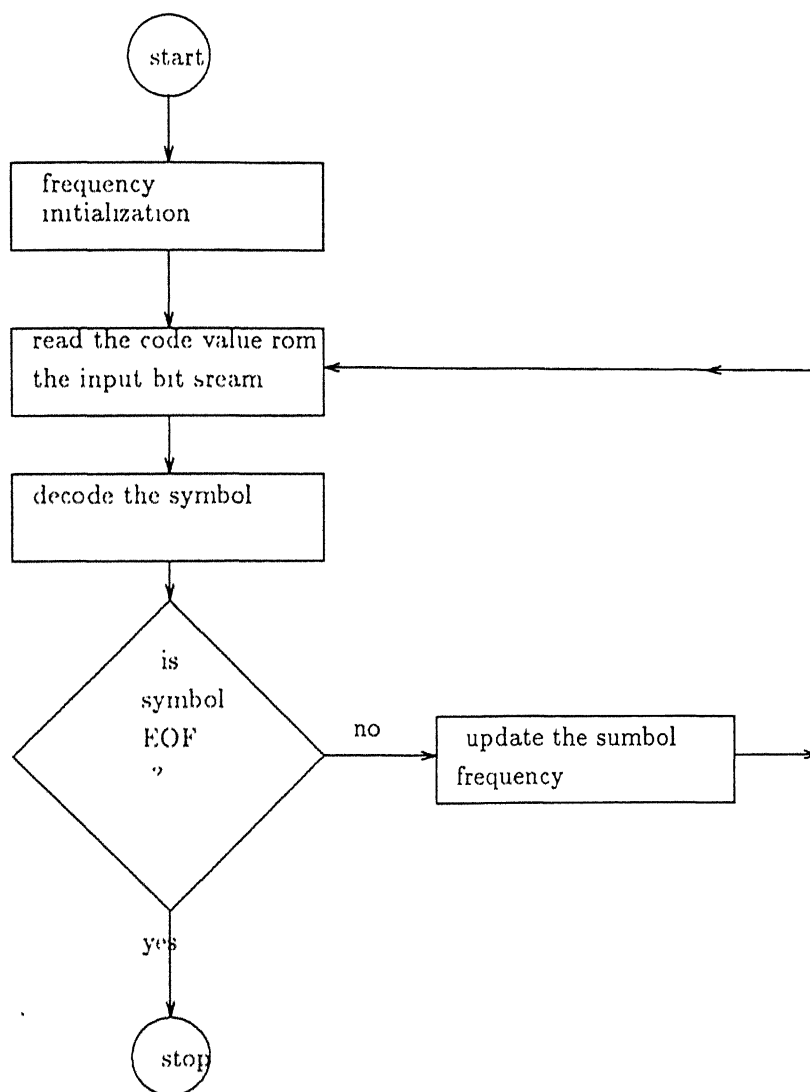 start
frequency
initialization
read the code value rom
the input bit sream
decode the symbol
is
symbol
EOF
?
no
update the sumbol
frequency
yes
stop